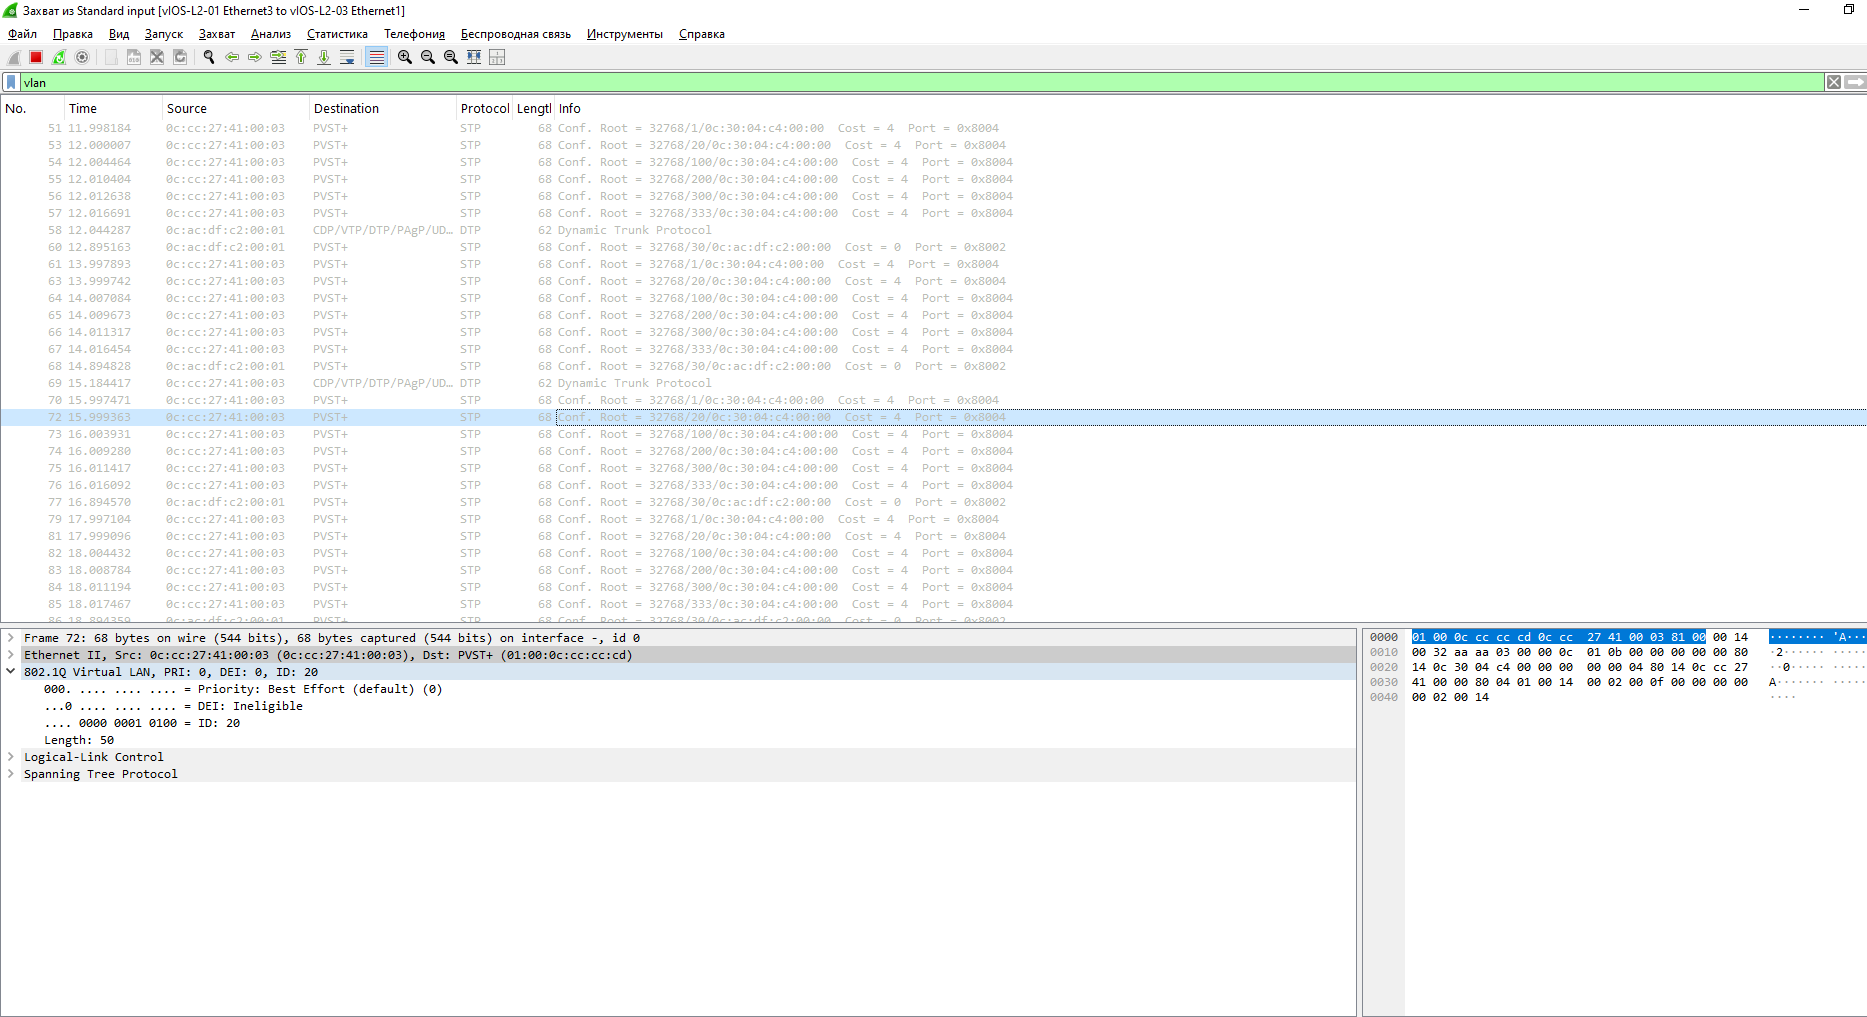 Захват из Standard input [vIOS-L2-01 Ethernet3 to vIOS-L2-03 Ethernet1]
Файл Правка Вид Запуск Захват Анализ Статистика Телефония Беспроводная связь Инструменты Справка
vlan
No. Time Source Destination Protocol Lengtl Info
51 11.998184 0c:cc:27:41:00:03 PVST+ STP 68 Conf. Root = 32768/1/0c:30:04:c4:00:00 Cost = 4 Port = 0x8004
53 12.000007 0c:cc:27:41:00:03 PVST+ STP 68 Conf. Root = 32768/20/0c:30:04:c4:00:00 Cost = 4 Port = 0x8004
54 12.004464 0c:cc:27:41:00:03 PVST+ STP 68 Conf. Root = 32768/100/0c:30:04:c4:00:00 Cost = 4 Port = 0x8004
55 12.010404 0c:cc:27:41:00:03 PVST+ STP 68 Conf. Root = 32768/200/0c:30:04:c4:00:00 Cost = 4 Port = 0x8004
56 12.012638 0c:cc:27:41:00:03 PVST+ STP 68 Conf. Root = 32768/300/0c:30:04:c4:00:00 Cost = 4 Port = 0x8004
57 12.016691 0c:cc:27:41:00:03 PVST+ STP 68 Conf. Root = 32768/333/0c:30:04:c4:00:00 Cost = 4 Port = 0x8004
58 12.044287 0c:ac:df:c2:00:01 CDP/VTP/DTP/PAgP/UD… DTP 62 Dynamic Trunk Protocol
60 12.895163 0c:ac:df:c2:00:01 PVST+ STP 68 Conf. Root = 32768/30/0c:ac:df:c2:00:00 Cost = 0 Port = 0x8002
61 13.997893 0c:cc:27:41:00:03 PVST+ STP 68 Conf. Root = 32768/1/0c:30:04:c4:00:00 Cost = 4 Port = 0x8004
63 13.999742 0c:cc:27:41:00:03 PVST+ STP 68 Conf. Root = 32768/20/0c:30:04:c4:00:00 Cost = 4 Port = 0x8004
64 14.007084 0c:cc:27:41:00:03 PVST+ STP 68 Conf. Root = 32768/100/0c:30:04:c4:00:00 Cost = 4 Port = 0x8004
65 14.009673 0c:cc:27:41:00:03 PVST+ STP 68 Conf. Root = 32768/200/0c:30:04:c4:00:00 Cost = 4 Port = 0x8004
66 14.011317 0c:cc:27:41:00:03 PVST+ STP 68 Conf. Root = 32768/300/0c:30:04:c4:00:00 Cost = 4 Port = 0x8004
67 14.016454 0c:cc:27:41:00:03 PVST+ STP 68 Conf. Root = 32768/333/0c:30:04:c4:00:00 Cost = 4 Port = 0x8004
68 14.894828 0c:ac:df:c2:00:01 PVST+ STP 68 Conf. Root = 32768/30/0c:ac:df:c2:00:00 Cost = 0 Port = 0x8002
69 15.184417 0c:cc:27:41:00:03 CDP/VTP/DTP/PAgP/UD… DTP 62 Dynamic Trunk Protocol
70 15.997471 0c:cc:27:41:00:03 PVST+ STP 68 Conf. Root = 32768/1/0c:30:04:c4:00:00 Cost = 4 Port = 0x8004
72 15.999363 0c:cc:27:41:00:03 PVST+ STP 68 Conf. Root = 32768/20/0c:30:04:c4:00:00 Cost = 4 Port = 0x8004
73 16.003931 0c:cc:27:41:00:03 PVST+ STP 68 Conf. Root = 32768/100/0c:30:04:c4:00:00 Cost = 4 Port = 0x8004
74 16.009280 0c:cc:27:41:00:03 PVST+ STP 68 Conf. Root = 32768/200/0c:30:04:c4:00:00 Cost = 4 Port = 0x8004
75 16.011417 0c:cc:27:41:00:03 PVST+ STP 68 Conf. Root = 32768/300/0c:30:04:c4:00:00 Cost = 4 Port = 0x8004
76 16.016092 0c:cc:27:41:00:03 PVST+ STP 68 Conf. Root = 32768/333/0c:30:04:c4:00:00 Cost = 4 Port = 0x8004
77 16.894570 0c:ac:df:c2:00:01 PVST+ STP 68 Conf. Root = 32768/30/0c:ac:df:c2:00:00 Cost = 0 Port = 0x8002
79 17.997104 0c:cc:27:41:00:03 PVST+ STP 68 Conf. Root = 32768/1/0c:30:04:c4:00:00 Cost = 4 Port = 0x8004
81 17.999096 0c:cc:27:41:00:03 PVST+ STP 68 Conf. Root = 32768/20/0c:30:04:c4:00:00 Cost = 4 Port = 0x8004
82 18.004432 0c:cc:27:41:00:03 PVST+ STP 68 Conf. Root = 32768/100/0c:30:04:c4:00:00 Cost = 4 Port = 0x8004
83 18.008784 0c:cc:27:41:00:03 PVST+ STP 68 Conf. Root = 32768/200/0c:30:04:c4:00:00 Cost = 4 Port = 0x8004
84 18.011194 0c:cc:27:41:00:03 PVST+ STP 68 Conf. Root = 32768/300/0c:30:04:c4:00:00 Cost = 4 Port = 0x8004
85 18.017467 0c:cc:27:41:00:03 PVST+ STP 68 Conf. Root = 32768/333/0c:30:04:c4:00:00 Cost = 4 Port = 0x8004
86 18.894359 0c:ac:df:c2:00:01 PVST+ STP 68 Conf. Root = 32768/30/0c:ac:df:c2:00:00 Cost = 0 Port = 0x8002
Frame 72: 68 bytes on wire (544 bits), 68 bytes captured (544 bits) on interface -, id 0
Ethernet II, Src: 0c:cc:27:41:00:03 (0c:cc:27:41:00:03), Dst: PVST+ (01:00:0c:cc:cc:cd)
802.1Q Virtual LAN, PRI: 0, DEI: 0, ID: 20
000. .... .... .... = Priority: Best Effort (default) (0)
...0 .... .... .... = DEI: Ineligible
.... 0000 0001 0100 = ID: 20
Length: 50
Logical-Link Control
Spanning Tree Protocol
0000 01 00 0c cc cc cd 0c cc 27 41 00 03 81 00 00 14 ········ 'A···
0010 00 32 aa aa 03 00 00 0c 01 0b 00 00 00 00 00 80 ·2······ ·····
0020 14 0c 30 04 c4 00 00 00 00 00 04 80 14 0c cc 27 ··0····· ·····
0030 41 00 00 80 04 01 00 14 00 02 00 0f 00 00 00 00 A······· ·····
0040 00 02 00 14 ····